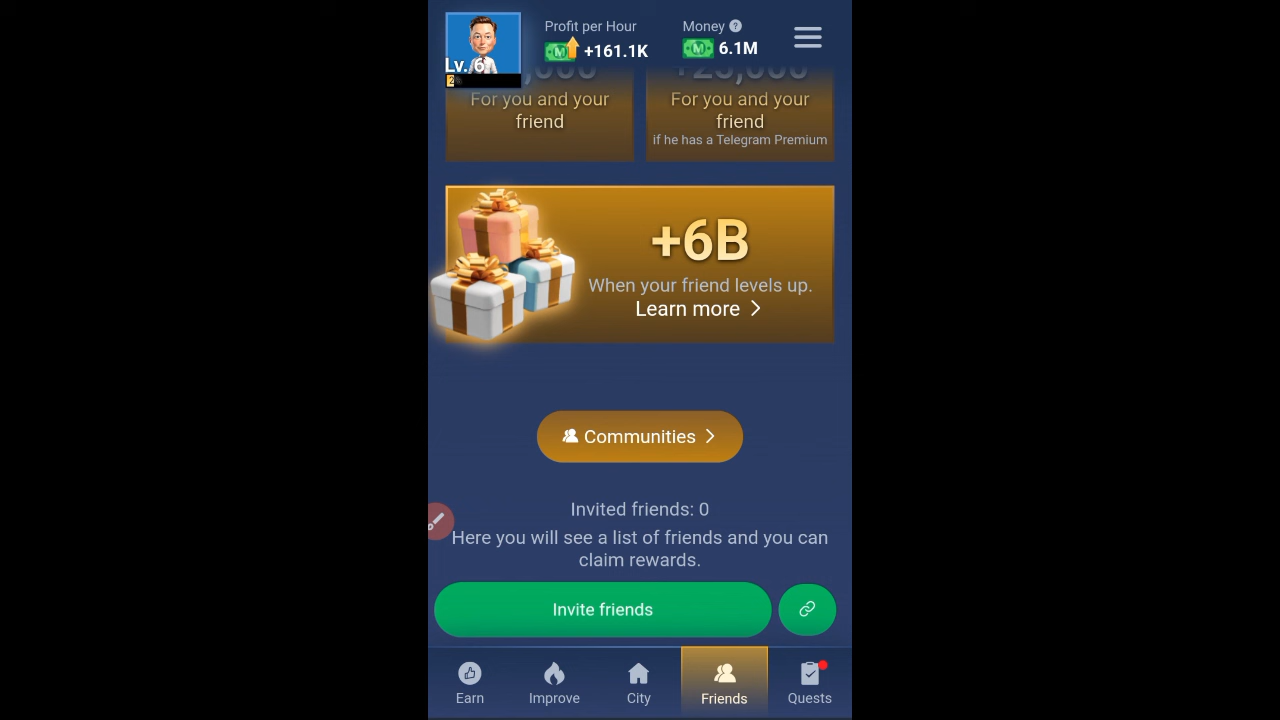 Profit per Hour
+161.1K
Money
6.1M
Lv. 6
For you and your
friend
For you and your
friend
if he has a Telegram Premium
+6B
When your friend levels up.
Learn more
Communities
Invited friends: 0
Here you will see a list of friends and you can
claim rewards.
Invite friends
Earn
Improve
City
Friends
Quests